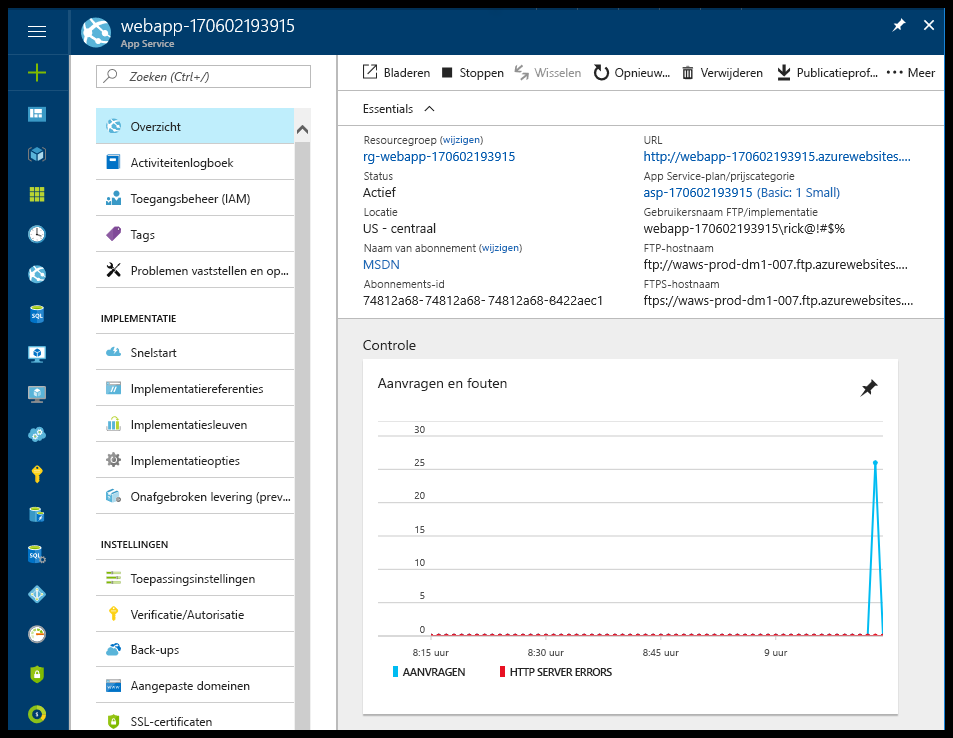 webapp-170602193915
App Service
Zoeken (Ctrl+/)
Overzicht
Activiteitenlogboek
Toegangsbeheer (IAM)
Tags
Problemen vaststellen en op...
IMPLEMENTATIE
Snelstart
Implementatiereferenties
Implementatiesleuven
Implementatieopties
Onafgebroken levering (prev...
INSTELLINGEN
Toepassingsinstellingen
Verificatie/Autorisatie
Back-ups
Aangepaste domeinen
SSL-certificaten
Bladeren Stoppen Wisselen Opnieuw... Verwijderen Publicatieprof... ••• Meer
Essentials
Resourcegroep (wijzigen)
rg-webapp-170602193915
Status
Actief
Locatie
US - centraal
Naam van abonnement (wijzigen)
MSDN
Abonnements-id
74812a68-74812a68- 74812a68-8422aec1
URL
http://webapp-170602193915.azurewebsites....
App Service-plan/prijscategorie
asp-170602193915 (Basic: 1 Small)
Gebruikersnaam FTP/implementatie
webapp-170602193915\rick@!#$%
FTP-hostnaam
ftp://waws-prod-dm1-007.ftp.azurewebsites....
FTPS-hostnaam
ftps://waws-prod-dm1-007.ftp.azurewebsites....
Controle
Aanvragen en fouten
30
25
20
15
10
5
0
8:15 uur 8:30 uur 8:45 uur 9 uur
AANVRAGEN HTTP SERVER ERRORS